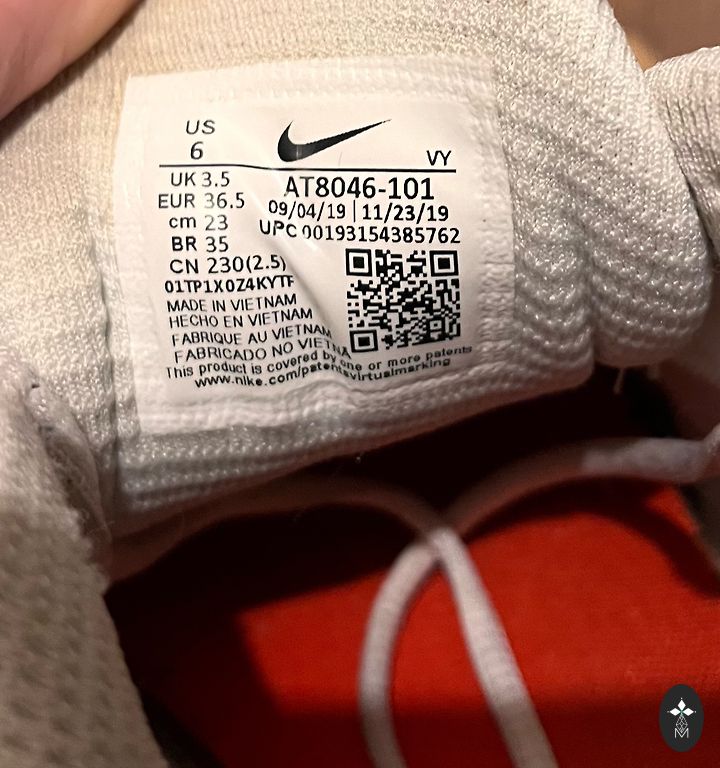 US
6
VY
UK 3.5
EUR 36.5
cm 23
BR 35
CN 230(2.5)
AT8046-101
09/04/19 | 11/23/19
UPC 00193154385762
01TP1X0Z4KYTF
MADE IN VIETNAM
HECHO EN VIETNAM
FABRIQUE AU VIETNAM
FABRICADO NO VIETNA
This product is covered by one or more patents
www.nike.com/patentsvirtualmarking
M